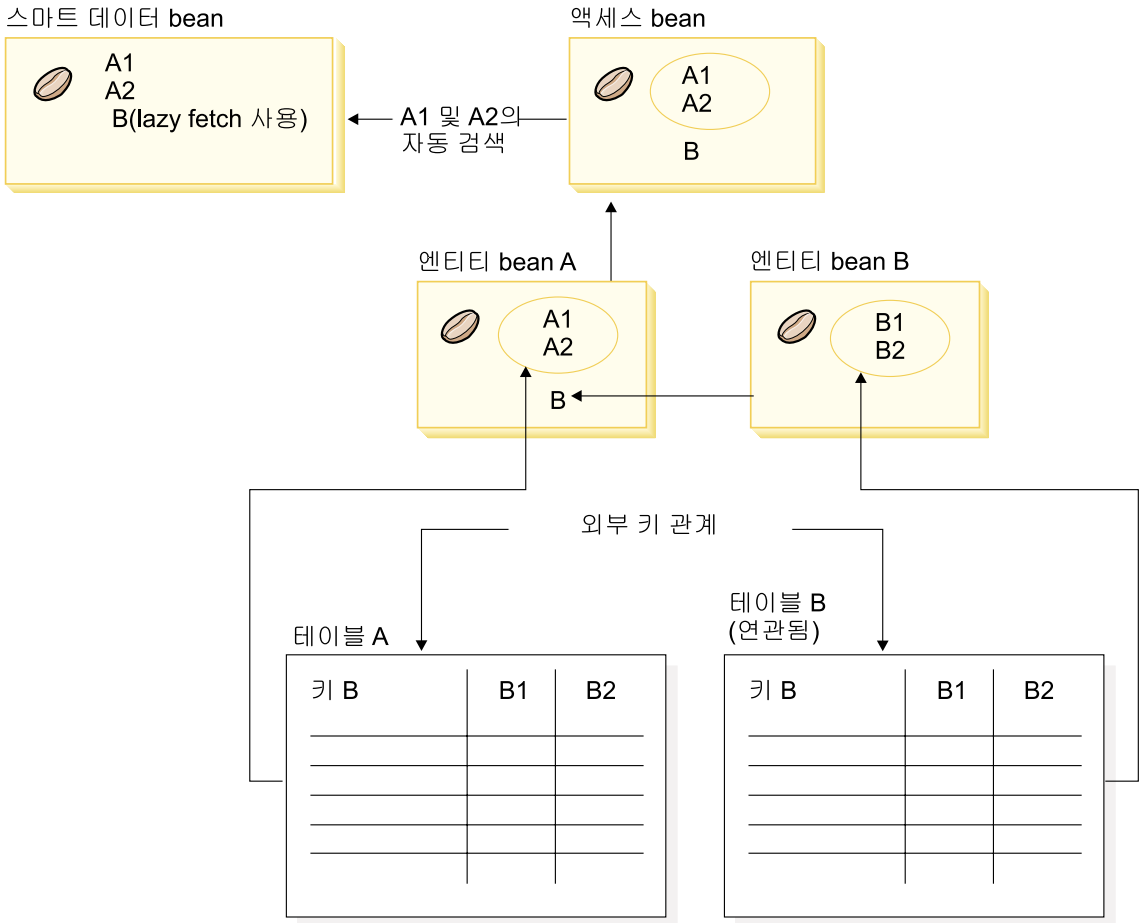 스마트 데이터 bean
A1
A2
B(lazy fetch 사용)
A1 및 A2의
자동 검색
액세스 bean
A1
A2
B
엔티티 bean A
A1
A2
B
엔티티 bean B
B1
B2
외부 키 관계
테이블 A
키 B
B1
B2
테이블 B
(연관됨)
키 B
B1
B2